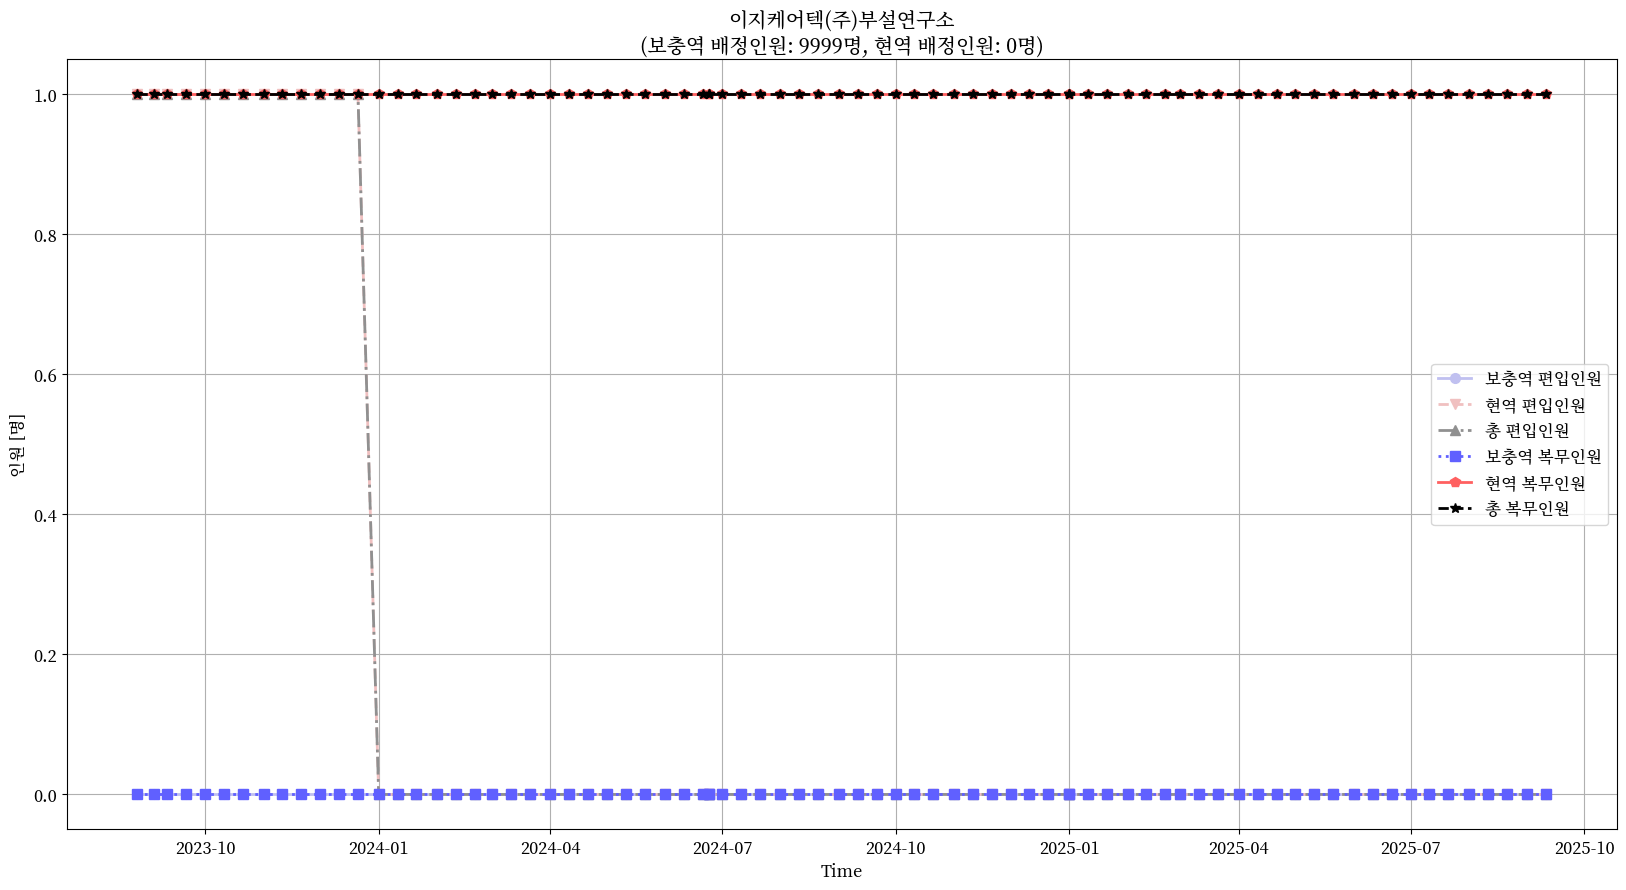 이지케어텍(주)부설연구소
(보충역 배정인원: 9999명, 현역 배정인원: 0명)
인원 [명]
1.0
0.8
0.6
0.4
0.2
0.0
보충역 편입인원
현역 편입인원
총 편입인원
보충역 복무인원
현역 복무인원
총 복무인원
2023-10 2024-01 2024-04 2024-07 2024-10 2025-01 2025-04 2025-07 2025-10
Time